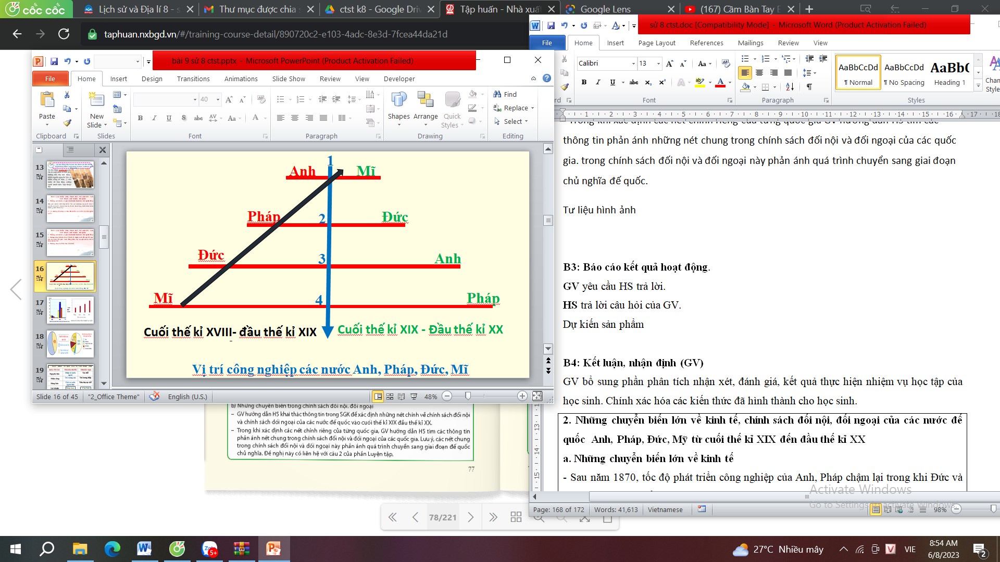 CỐC CỐC
Lịch sử và Địa lí 8 - s
Thư mục được chia s
ctst k8 - Google Driv
Tập huấn - Nhà xuất
Google Lens
(167) Cầm Bàn Tay E
taphuan.nxbgd.vn/#/training-course-detail/890720c2-e103-4adc-8e3d-7fcea44da21d
bài 9 sử 8 ctst.pptx - Microsoft PowerPoint (Product Activation Failed)
File Home Insert Design Transitions Animations Slide Show Review View Developer
Paste
New Slide
40
Shapes Arrange Quick Styles
Find
Replace
Select
Clipboard Slides Font Paragraph Drawing Editing
13
14
15
16
17
18
19
1
Anh Mĩ
Pháp 2 Đức
Đức 3 Anh
Mĩ 4 Pháp
Cuối thế kỉ XVIII- đầu thế kỉ XIX
Cuối thế kỉ XIX - Đầu thế kỉ XX
Vị trí công nghiệp các nước Anh, Pháp, Đức, Mĩ
Slide 16 of 45 "2_Office Theme" English (U.S.) 48%
b) Những chuyển biến trong chính sách đối nội, đối ngoại
– GV hướng dẫn HS khai thác thông tin trong SGK để xác định những nét chính về chính sách đối nội
và chính sách đối ngoại của các nước đế quốc vào cuối thế kỉ XIX đầu thế kỉ XX.
– Trong khi xác định các nét chính riêng của từng quốc gia, GV hướng dẫn HS tìm các thông tin
phản ánh nét chung trong chính sách đối nội và đối ngoại của các quốc gia. Lưu ý, các nét chung
trong chính sách đối nội và đối ngoại này phản ánh quá trình chuyển sang giai đoạn đế quốc
chủ nghĩa. Đề nghị này có liên hệ với câu 2 của phần Luyện tập.
77
78/221
sử 8 ctst.doc [Compatibility Mode] - Microsoft Word (Product Activation Failed)
File Home Insert Page Layout References Mailings Review View
Calibri 13
AaBbCcDd AaBbCcDd AaBbC
¶ Normal ¶ No Spacing Heading 1
Font Paragraph Styles
Trong khi xác định các nét chính riêng của từng quốc gia GV hướng dẫn HS tìm các
thông tin phản ánh những nét chung trong chính sách đối nội và đối ngoại của các quốc
gia. trong chính sách đối nội và đối ngoại này phản ánh quá trình chuyển sang giai đoạn
chủ nghĩa đế quốc.
Tư liệu hình ảnh
B3: Báo cáo kết quả hoạt động.
GV yêu cầu HS trả lời.
HS trả lời câu hỏi của GV.
Dự kiến sản phẩm
B4: Kết luận, nhận định (GV)
GV bổ sung phần phân tích nhận xét, đánh giá, kết quả thực hiện nhiệm vụ học tập của
học sinh. Chính xác hóa các kiến thức đã hình thành cho học sinh.
2. Những chuyển biến lớn về kinh tế, chính sách đối nội, đối ngoại của các nước đế
quốc Anh, Pháp, Đức, Mỹ từ cuối thế kỉ XIX đến đầu thế kỉ XX
a. Những chuyển biến lớn về kinh tế
- Sau năm 1870, tốc độ phát triển công nghiệp của Anh, Pháp chậm lại trong khi Đức và
Activate Windows
Go to Settings to activate Windows.
Page: 168 of 172 Words: 41,613 Vietnamese 98%
27°C Nhiều mây
VIE
8:54 AM
6/8/2023
2